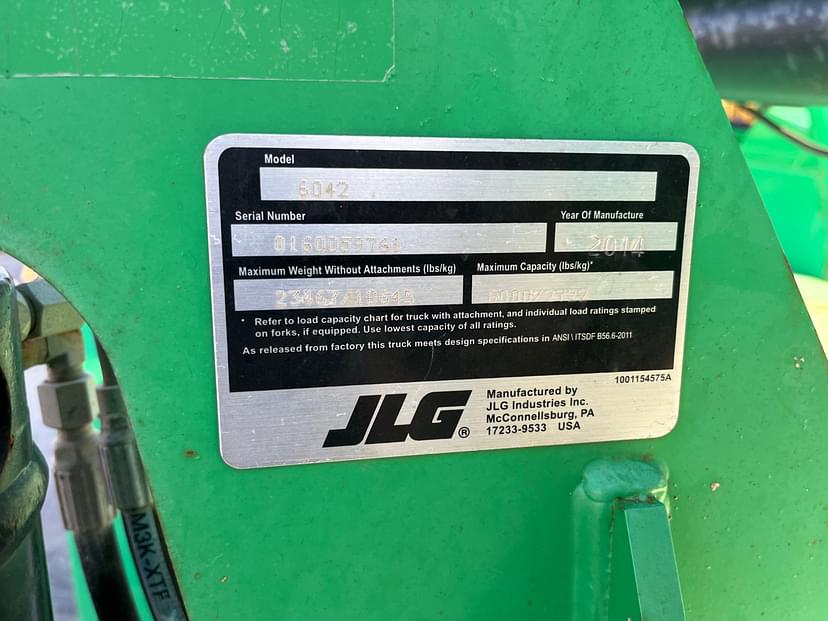 Model
6042
Serial Number
Year Of Manufacture
0160059761
2014
Maximum Weight Without Attachments (lbs/kg)
Maximum Capacity (lbs/kg)*
* Refer to load capacity chart for truck with attachment, and individual load ratings stamped
on forks, if equipped. Use lowest capacity of all ratings.
As released from factory this truck meets design specifications in ANSI \ ITSDF B56.6-2011
1001154575A
JLG®
Manufactured by
JLG Industries Inc.
McConnellsburg, PA
17233-9533 USA
M3K-XTF